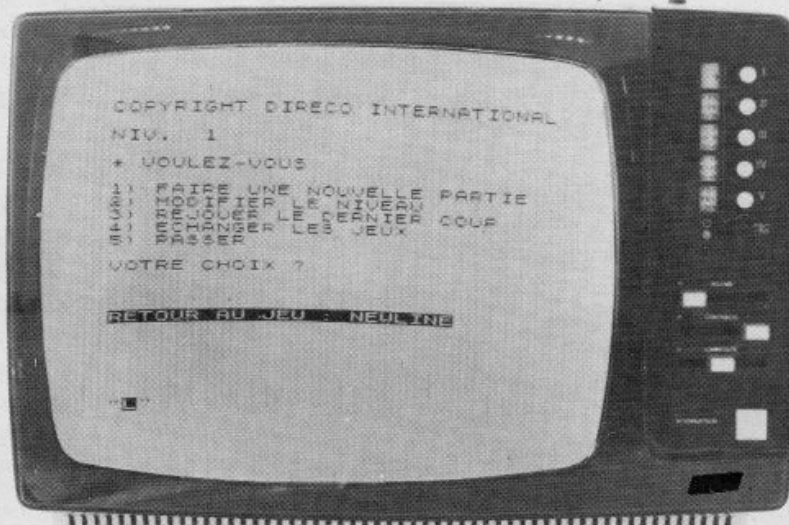 COPYRIGHT DIRECO INTERNATIONAL
NIV. 1
* VOULEZ-VOUS
1) FAIRE UNE NOUVELLE PARTIE
2) MODIFIER LE NIVEAU
3) REJOUER LE DERNIER COUP
4) ECHANGER LES JEUX
5) PASSER
VOTRE CHOIX ?
RETOUR AU JEU : NEWLINE
"L"